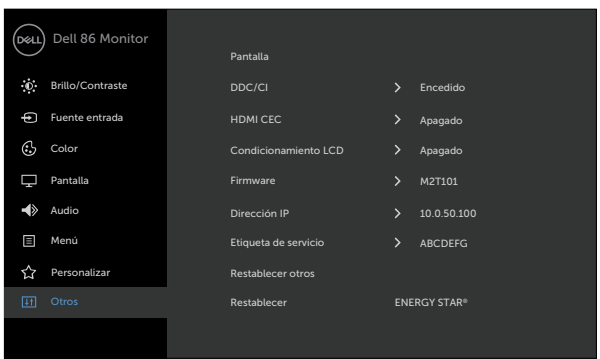 DELL Dell 86 Monitor
Brillo/Contraste
Fuente entrada
Color
Pantalla
Audio
Menú
Personalizar
Otros
Pantalla
DDC/CI > Encedido
HDMI CEC > Apagado
Condicionamiento LCD > Apagado
Firmware > M2T101
Dirección IP > 10.0.50.100
Etiqueta de servicio > ABCDEFG
Restablecer otros
Restablecer ENERGY STAR®